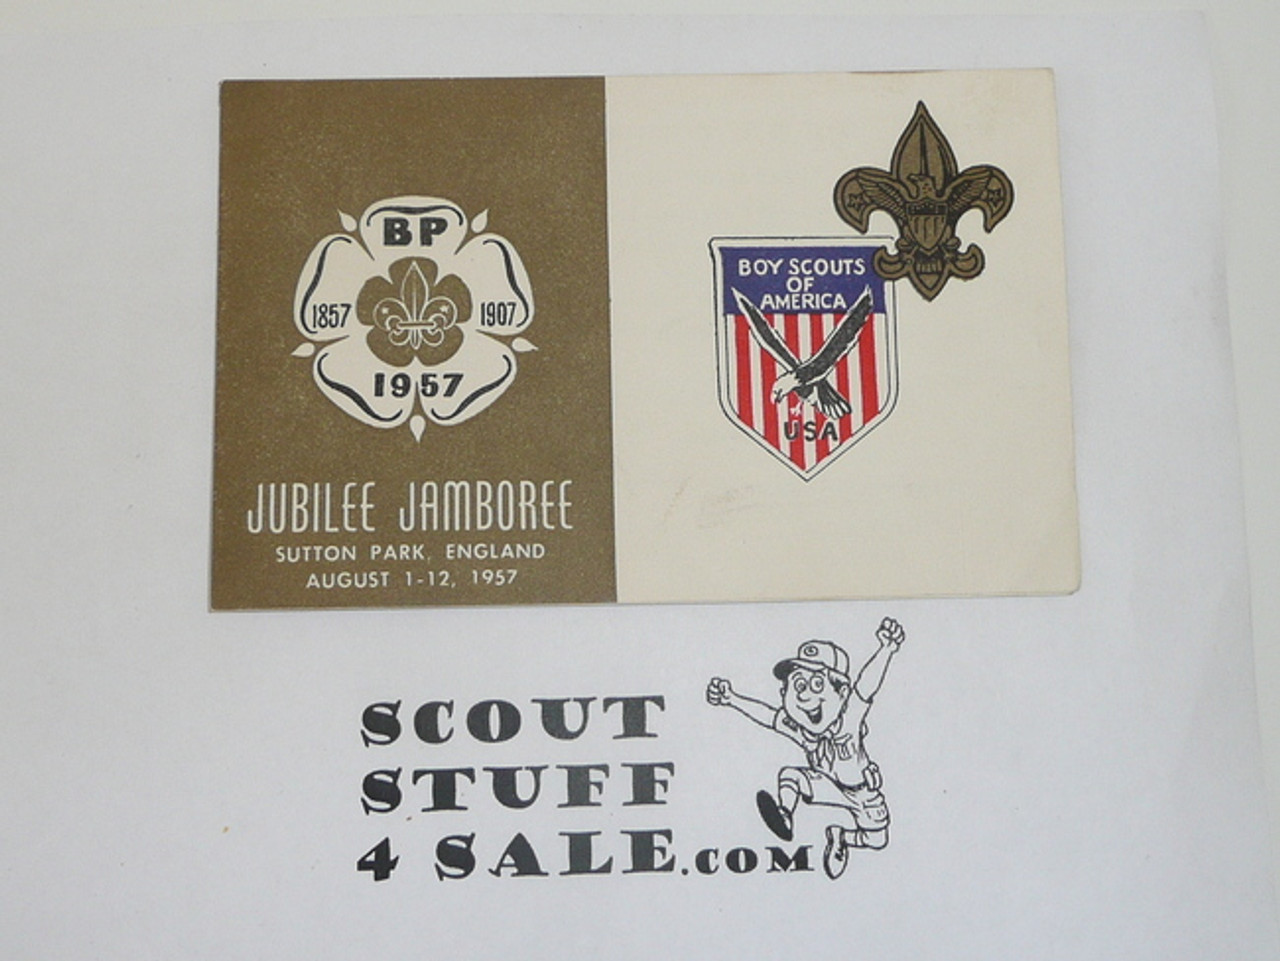 BP
1857 1907
1957
JUBILEE JAMBOREE
SUTTON PARK, ENGLAND
AUGUST 1-12, 1957
BOY SCOUTS
OF
AMERICA
USA
SCOUT
STUFF
4 SALE.COM